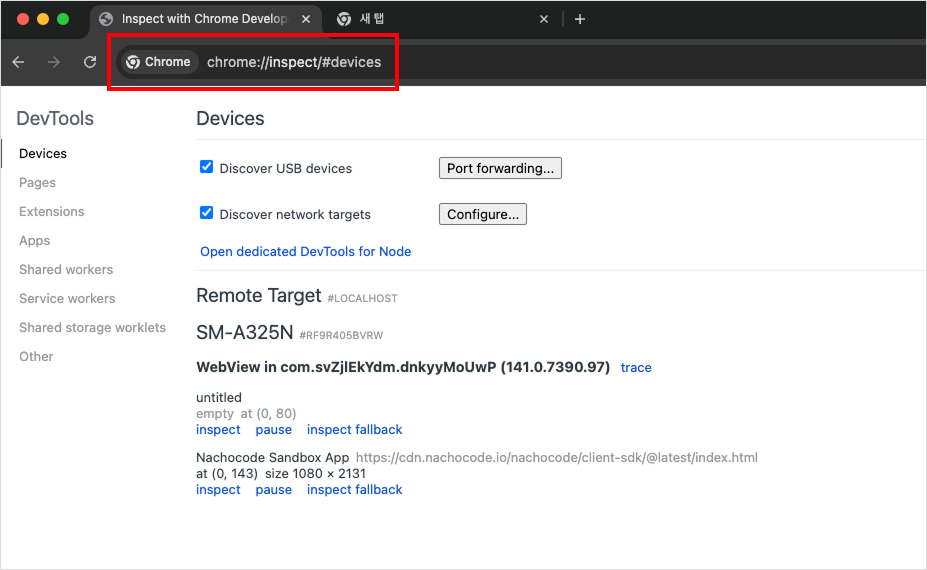 Inspect with Chrome Develop
새 탭
Chrome
chrome://inspect/#devices
DevTools
Devices
Pages
Extensions
Apps
Shared workers
Service workers
Shared storage worklets
Other
Devices
Discover USB devices
Port forwarding...
Discover network targets
Configure...
Open dedicated DevTools for Node
Remote Target #LOCALHOST
SM-A325N #RF9R405BVRW
WebView in com.svZjlEkYdm.dnkyyMoUwP (141.0.7390.97) trace
untitled
empty at (0, 80)
inspect pause inspect fallback
Nachocode Sandbox App https://cdn.nachocode.io/nachocode/client-sdk/@latest/index.html
at (0, 143) size 1080 × 2131
inspect pause inspect fallback